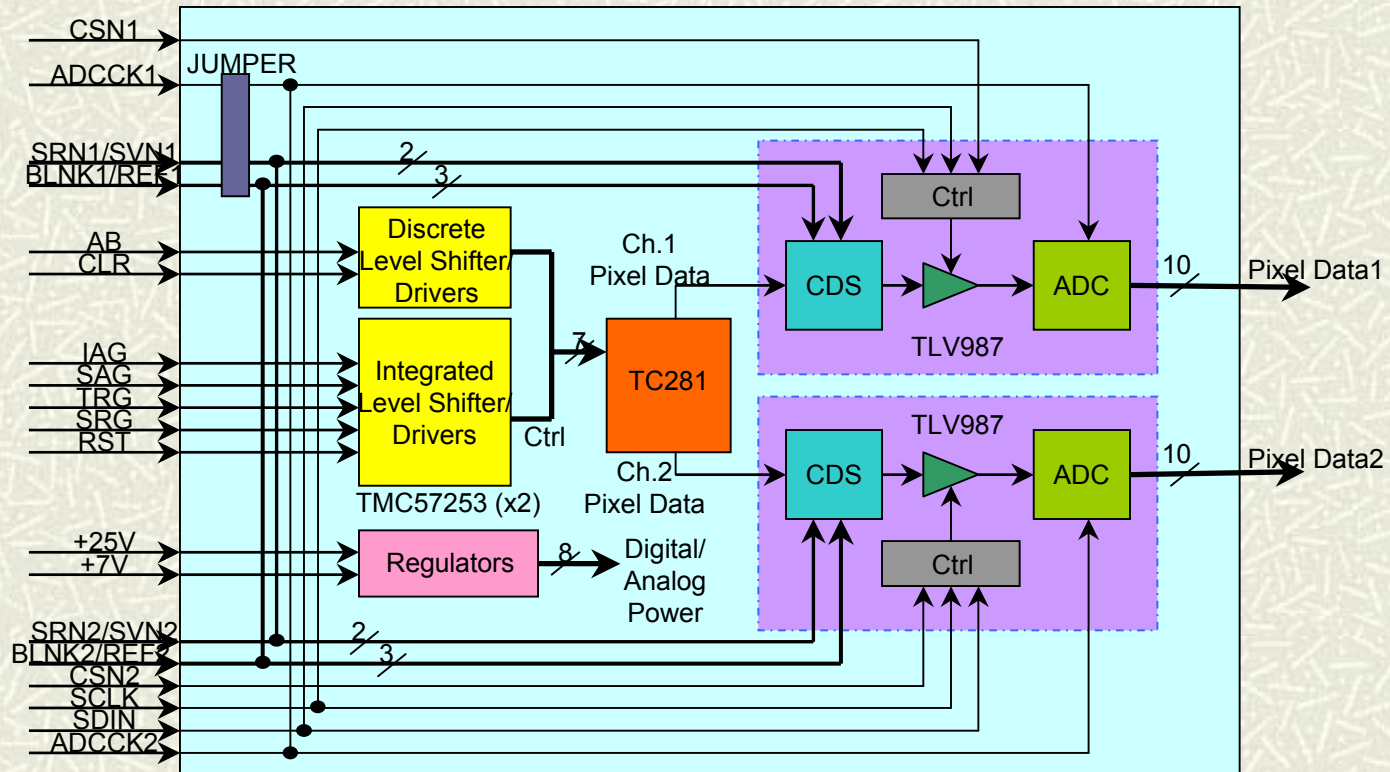 CSN1
ADCCK1
JUMPER
SRN1/SVN1
BLNK1/REF1
2
3
Ctrl
AB
CLR
Discrete
Level Shifter/
Drivers
Ch.1
Pixel Data
CDS
ADC
10
Pixel Data1
TLV987
IAG
SAG
TRG
SRG
RST
Integrated
Level Shifter/
Drivers
Ctrl
7
TC281
TMC57253 (x2)
Ch.2
Pixel Data
TLV987
CDS
ADC
10
Pixel Data2
Ctrl
+25V
+7V
Regulators
8
Digital/
Analog
Power
SRN2/SVN2
BLNK2/REF2
2
3
CSN2
SCLK
SDIN
ADCCK2